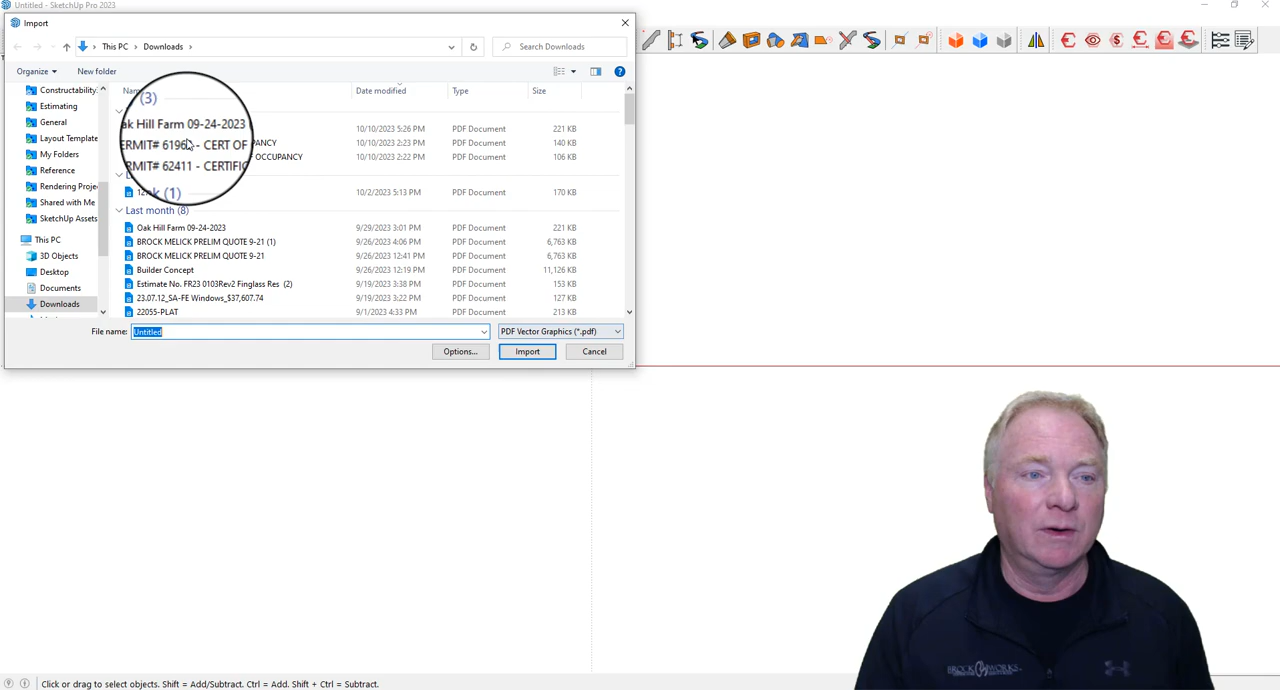 Untitled - SketchUp Pro 2023
Import
This PC
Downloads
Search Downloads
Organize
New folder
Constructability
Estimating
General
Layout Template
My Folders
Reference
Rendering Proje
Shared with Me
SketchUp Assets
This PC
3D Objects
Desktop
Documents
Downloads
Date modified
Type
Size
(3)
ak Hill Farm 09-24-2023
10/10/2023 5:26 PM
PDF Document
221 KB
- CERT OF
PANCY
10/10/2023 2:23 PM
PDF Document
140 KB
RMIT# 62411 - CERTIFIC
OF OCCUPANCY
10/10/2023 2:22 PM
PDF Document
106 KB
(1)
10/2/2023 5:13 PM
PDF Document
170 KB
Last month (8)
Oak Hill Farm 09-24-2023
9/29/2023 3:01 PM
PDF Document
221 KB
BROCK MELICK PRELIM QUOTE 9-21 (1)
9/26/2023 4:06 PM
PDF Document
6,763 KB
BROCK MELICK PRELIM QUOTE 9-21
9/26/2023 12:41 PM
PDF Document
6,763 KB
Builder Concept
9/26/2023 12:19 PM
PDF Document
11,126 KB
Estimate No. FR23 0103Rev2 Finglass Res (2)
9/19/2023 3:38 PM
PDF Document
153 KB
23.07.12_SA-FE Windows_$37,607.74
9/19/2023 3:22 PM
PDF Document
127 KB
22055-PLAT
9/1/2023 4:33 PM
PDF Document
213 KB
File name:
Untitled
PDF Vector Graphics (*.pdf)
Options...
Import
Cancel
BROCKWORKS
Click or drag to select objects. Shift = Add/Subtract. Ctrl = Add. Shift + Ctrl = Subtract.